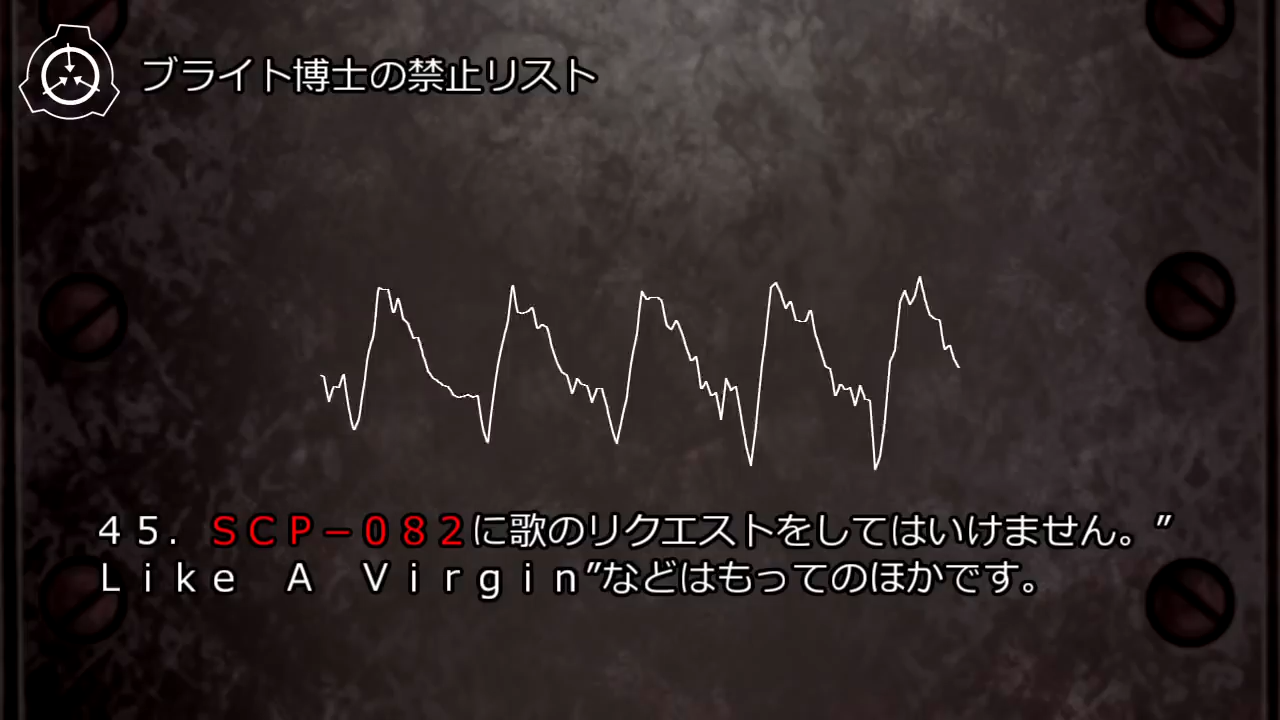 ブライト博士の禁止リスト
４５．ＳＣＰ－０８２に歌のリクエストをしてはいけません。”
Ｌｉｋｅ　Ａ　Ｖｉｒｇｉｎ”などはもってのほかです。